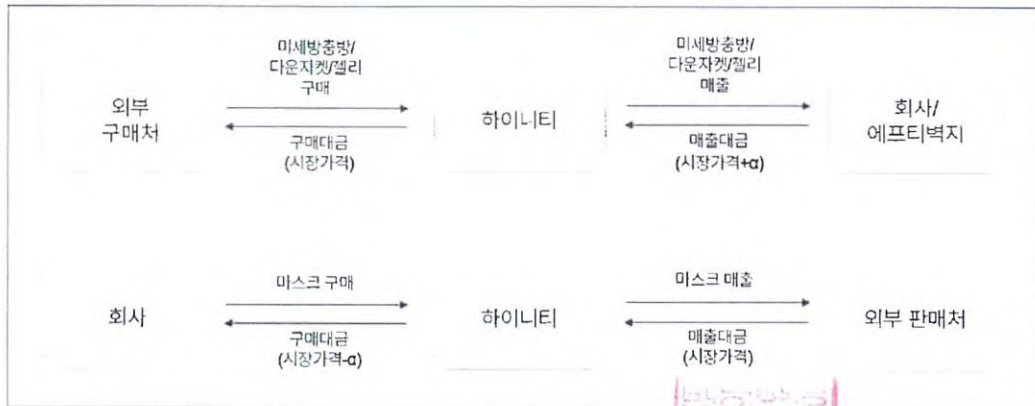 미세방충방/
다운자켓/젤리
구매
외부
구매처
구매대금
(시장가격)
하이니티
미세방충방/
다운자켓/젤리
매출
매출대금
(시장가격+α)
회사/
에프티벽지
회사
마스크 구매
구매대금
(시장가격-α)
하이니티
마스크 매출
매출대금
(시장가격)
외부 판매처